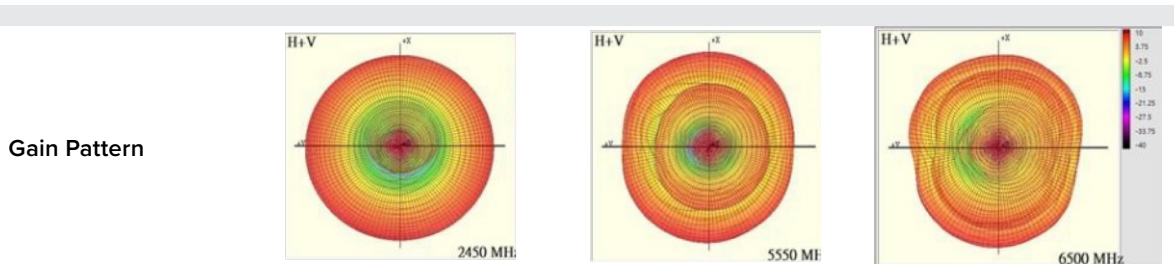 H+V
+X
2450 MHz
H+V
+X
5550 MH
H+V
+X
6500 MHz
10
3.75
-2.5
-8.75
-15
-21.25
-27.5
-33.75
-40
Gain Pattern